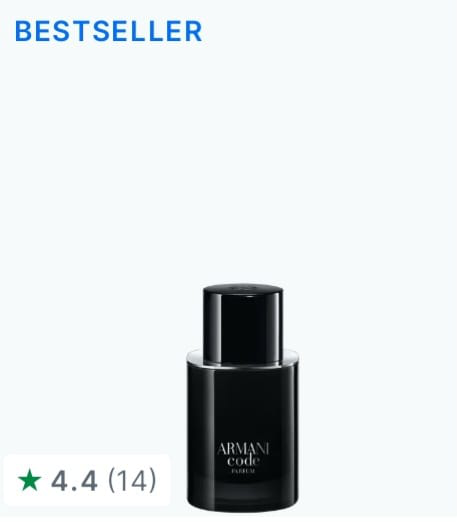 BESTSELLER
ARMANI
code
PARFUM
★ 4.4 (14)